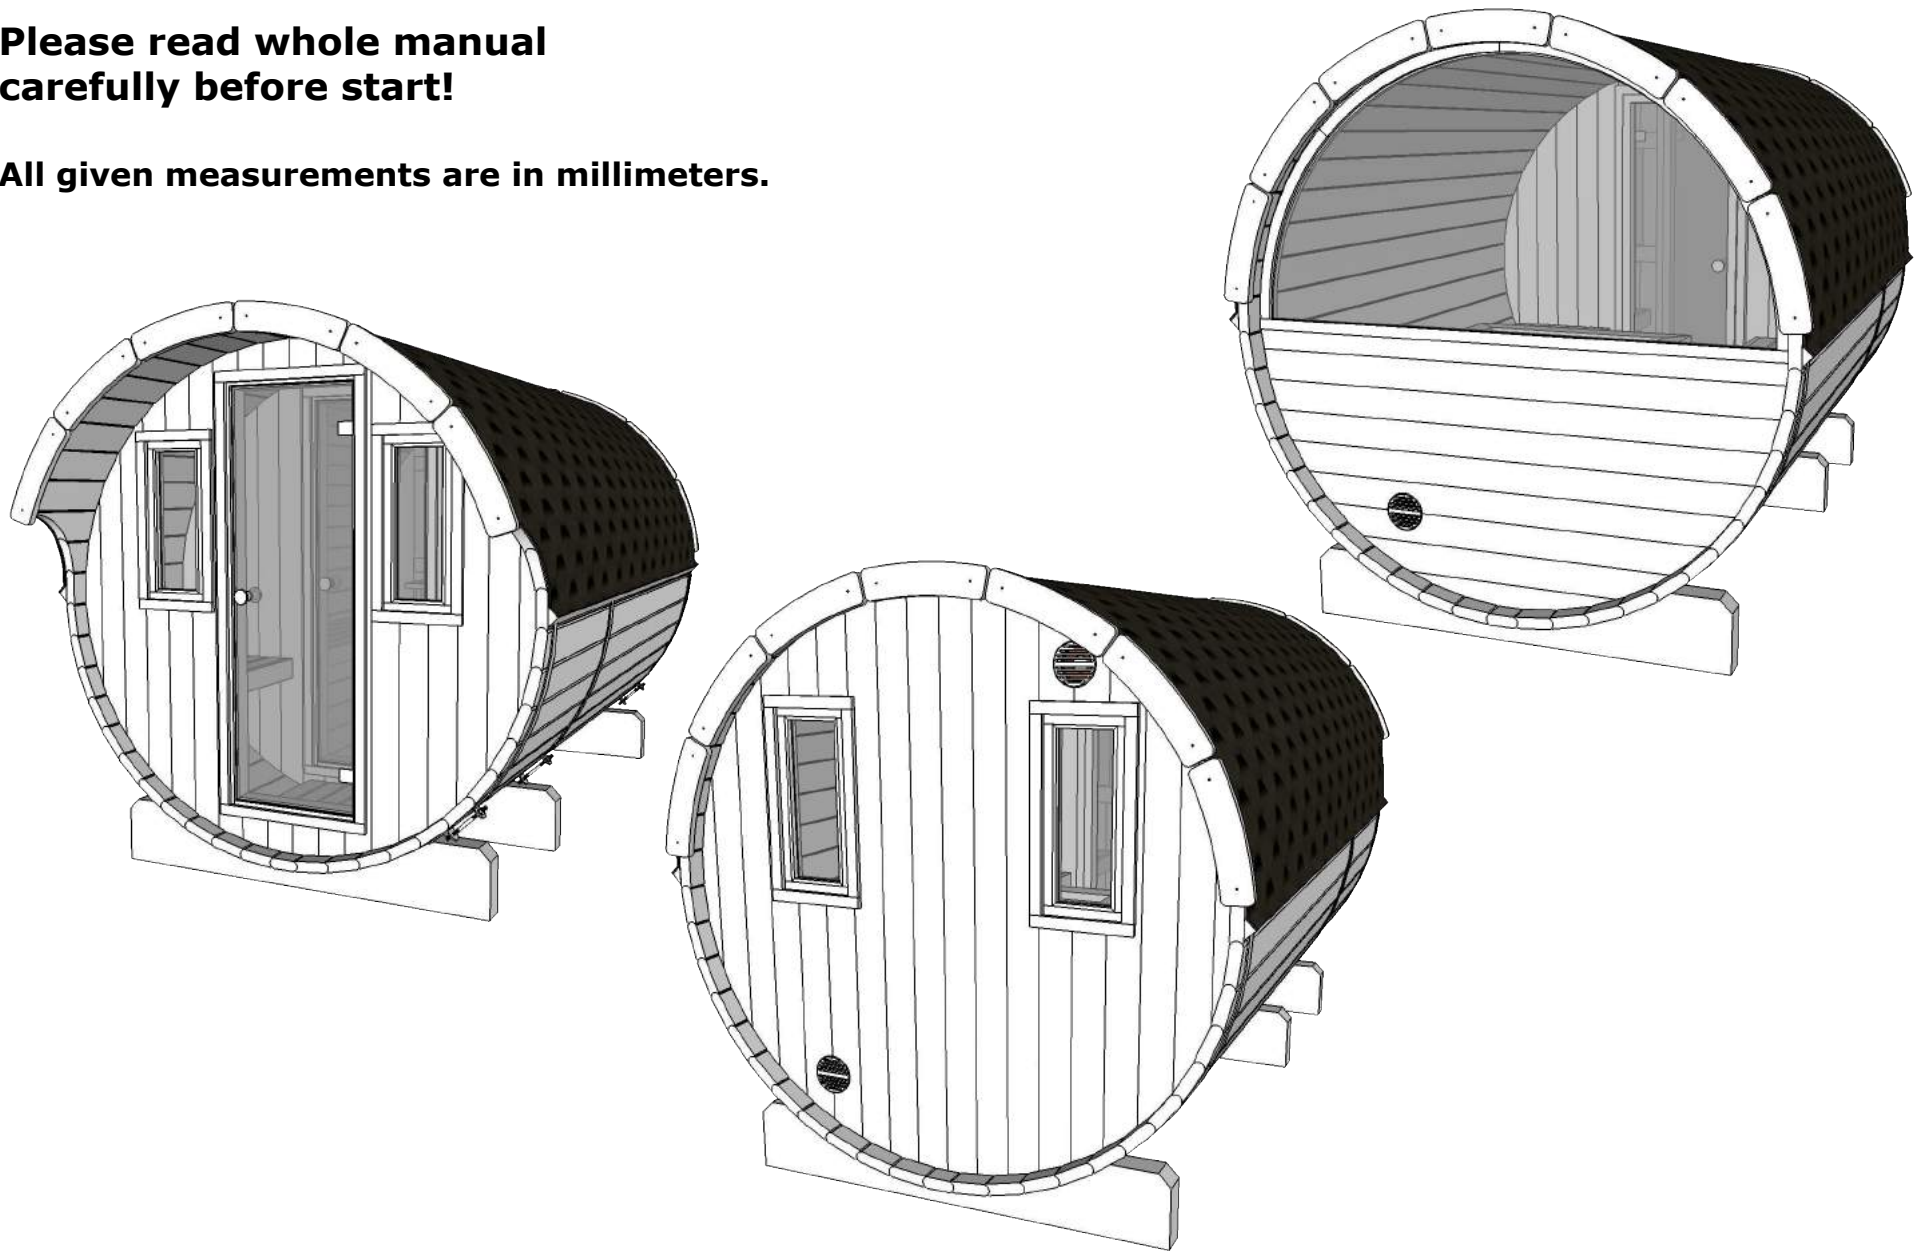 Please read whole manual
carefully before start!
All given measurements are in millimeters.